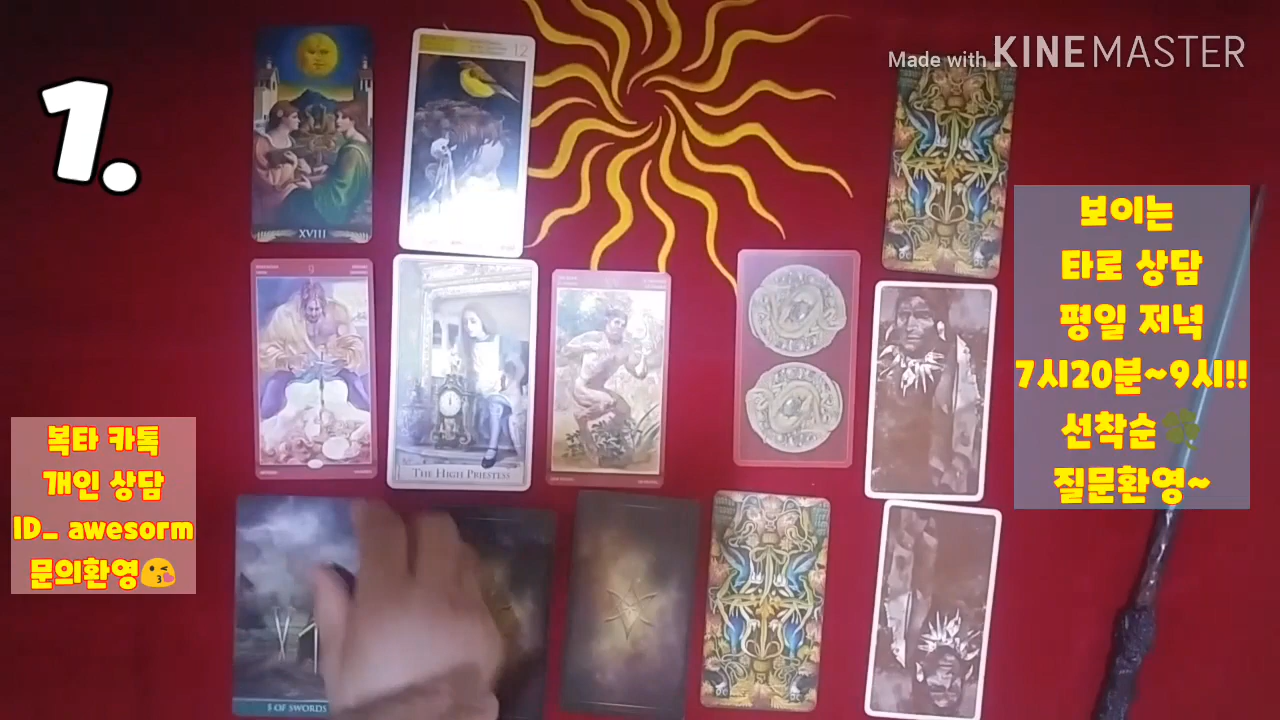 1.
Made with KINEMASTER
12
XVIII
보이는
타로 상담
평일 저녁
7시20분~9시!!
선착순🍀
질문환영~
9
THE HIGH PRIESTESS
복타 카톡
개인 상담
ID_ awesorm
문의환영😘
5 OF SWORDS